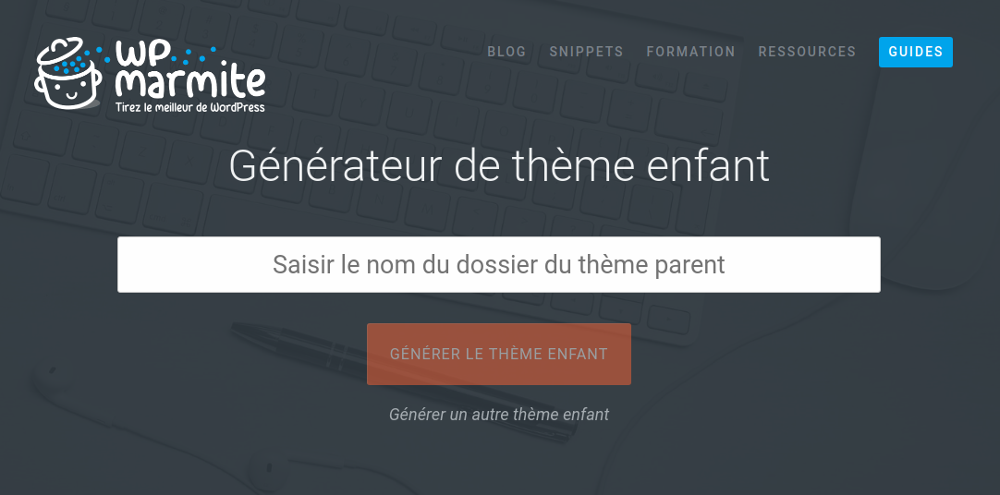 WP
marmite
Tirez le meilleur de WordPress
BLOG SNIPPETS FORMATION RESSOURCES GUIDES
Générateur de thème enfant
Saisir le nom du dossier du thème parent
GÉNÉRER LE THÈME ENFANT
Générer un autre thème enfant